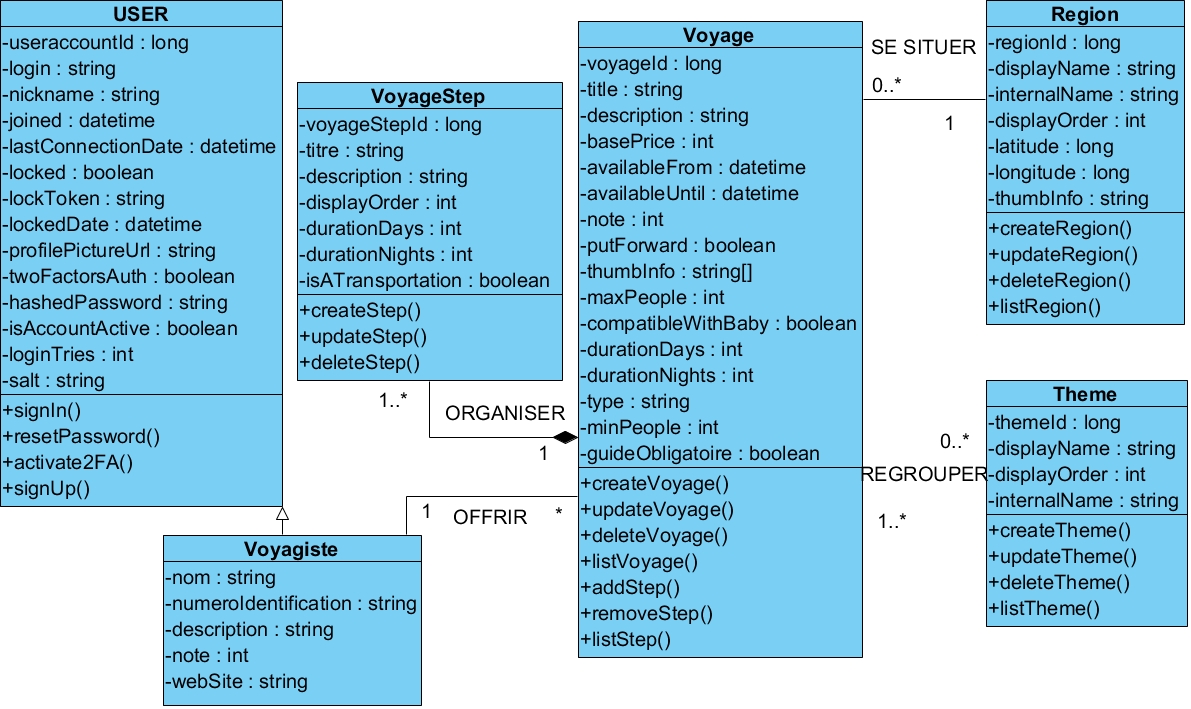 USER
-useraccountId : long
-login : string
-nickname : string
-joined : datetime
-lastConnectionDate : datetime
-locked : boolean
-lockToken : string
-lockedDate : datetime
-profilePictureUrl : string
-twoFactorsAuth : boolean
-hashedPassword : string
-isAccountActive : boolean
-loginTries : int
-salt : string
+signIn()
+resetPassword()
+activate2FA()
+signUp()
VoyageStep
-voyageStepId : long
-titre : string
-description : string
-displayOrder : int
-durationDays : int
-durationNights : int
-isATransportation : boolean
+createStep()
+updateStep()
+deleteStep()
1..*
ORGANISER
1
1
OFFRIR
*
Voyagiste
-nom : string
-numeroIdentification : string
-description : string
-note : int
-webSite : string
Voyage
-voyageId : long
-title : string
-description : string
-basePrice : int
-availableFrom : datetime
-availableUntil : datetime
-note : int
-putForward : boolean
-thumbInfo : string[]
-maxPeople : int
-compatibleWithBaby : boolean
-durationDays : int
-durationNights : int
-type : string
-minPeople : int
-guideObligatoire : boolean
+createVoyage()
+updateVoyage()
+deleteVoyage()
+listVoyage()
+addStep()
+removeStep()
+listStep()
SE SITUER
0..*
1
Region
-regionId : long
-displayName : string
-internalName : string
-displayOrder : int
-latitude : long
-longitude : long
-thumbInfo : string
+createRegion()
+updateRegion()
+deleteRegion()
+listRegion()
0..*
REGROUPER
1..*
Theme
-themeId : long
-displayName : string
-displayOrder : int
-internalName : string
+createTheme()
+updateTheme()
+deleteTheme()
+listTheme()